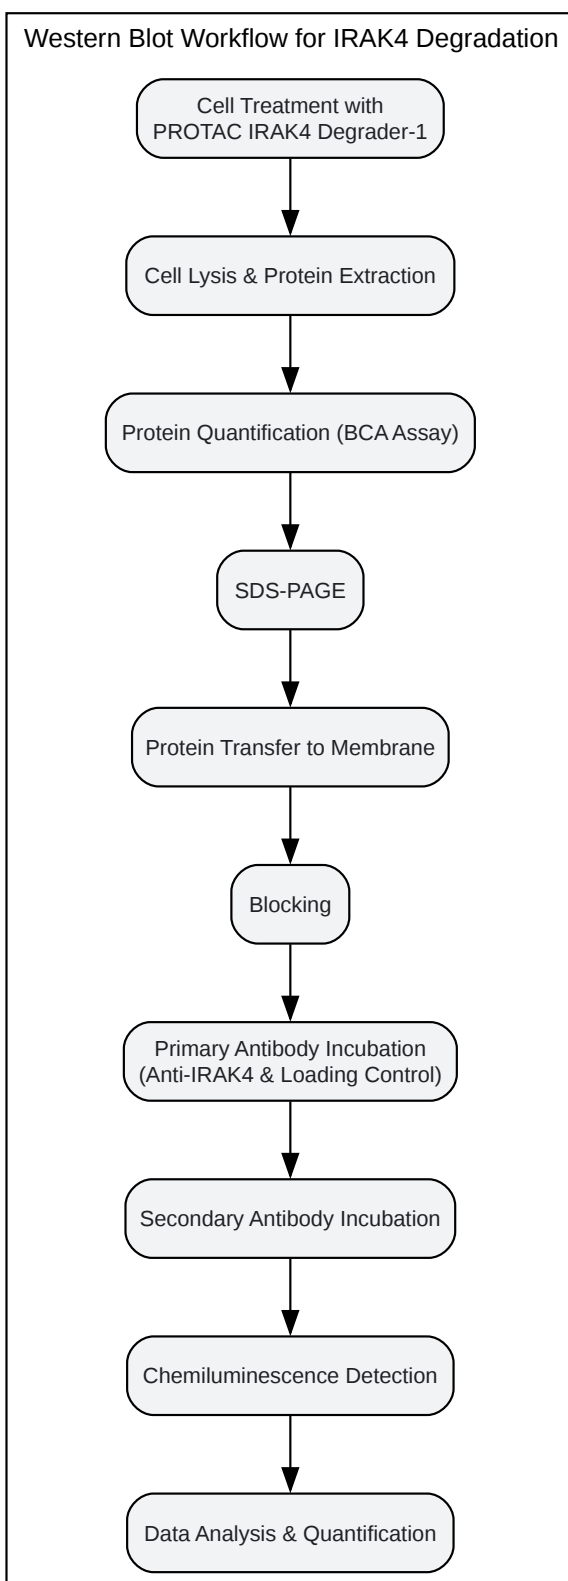 Western Blot Workflow for IRAK4 Degradation
Cell Treatment with
PROTAC IRAK4 Degrader-1
Cell Lysis & Protein Extraction
Protein Quantification (BCA Assay)
SDS-PAGE
Protein Transfer to Membrane
Blocking
Primary Antibody Incubation
(Anti-IRAK4 & Loading Control)
Secondary Antibody Incubation
Chemiluminescence Detection
Data Analysis & Quantification